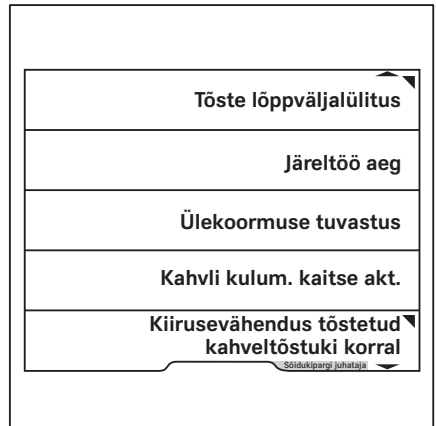 Tõste lõppväljalülitus
Järeltöö aeg
Ülekoormuse tuvastus
Kahvli kulum. kaitse akt.
Kiirusevähendus tõstetud
kahveltõstuki korral
Sõidukipargi juhataja